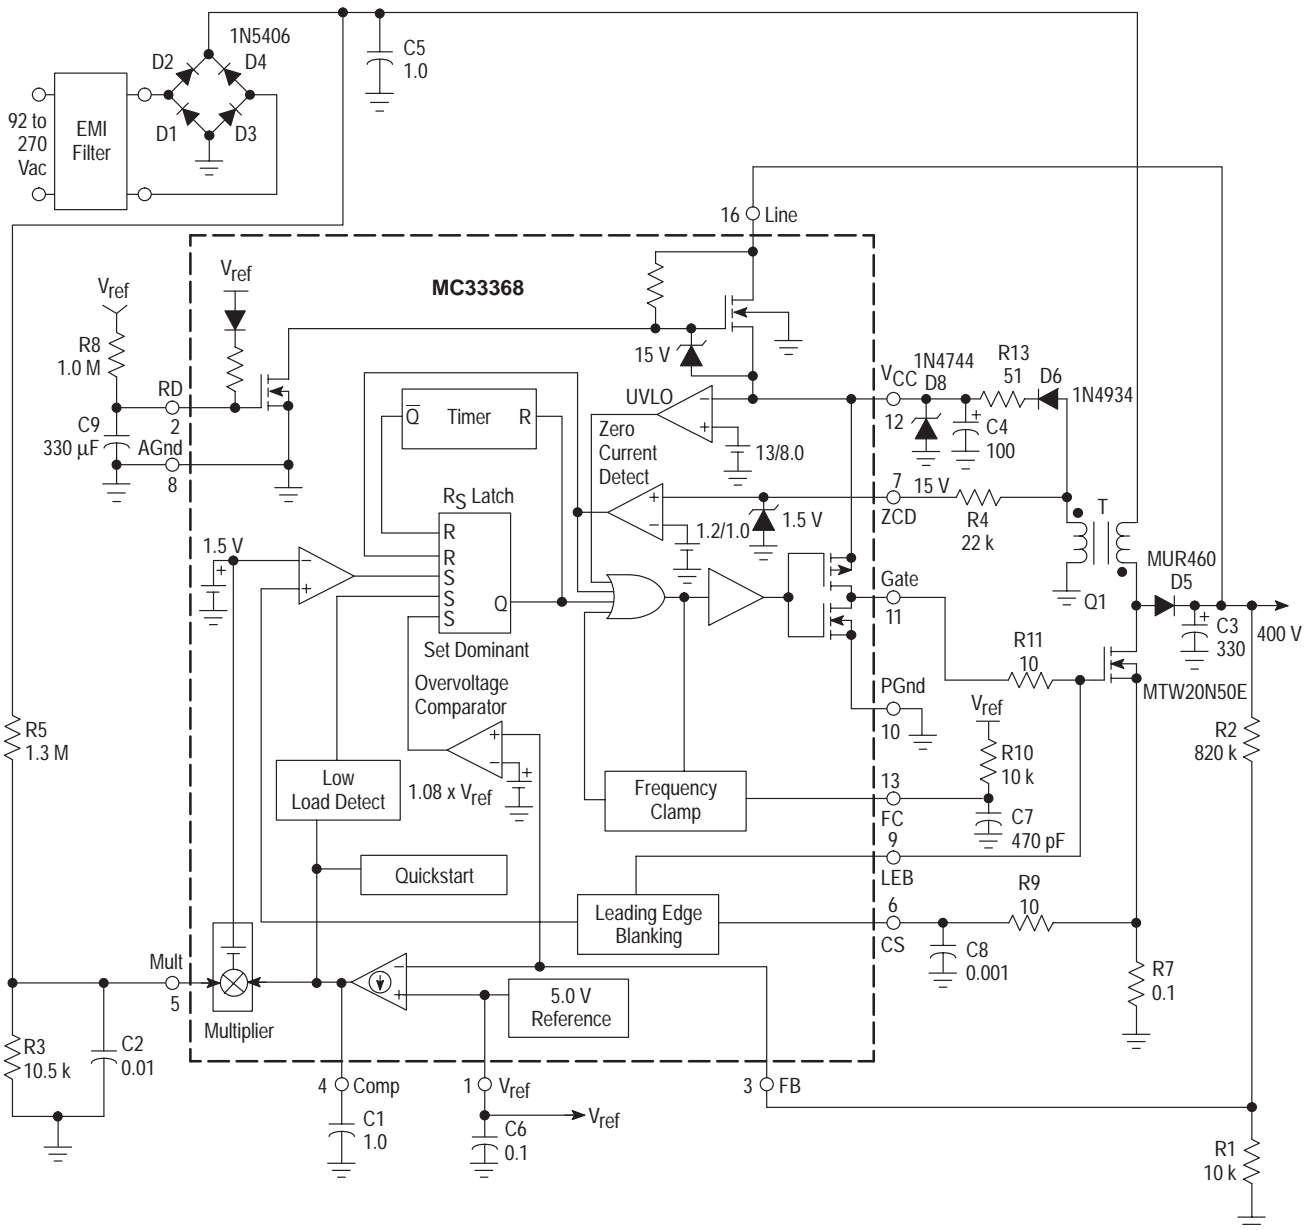 1N5406
D2
D4
C5
1.0
92 to
270
Vac
EMI
Filter
D1
D3
16
Line
MC33368
Vref
Vref
R8
1.0 M
RD
2
C9
330 µF
AGnd
8
15 V
UVLO
Q̅
Timer
R
Zero
Current
Detect
13/8.0
VCC
12
1N4744
D8
R13
51
D6
1N4934
C4
+
100
7
15 V
ZCD
R4
22 k
T
RS Latch
R
R
S
S
S
Q
Set Dominant
1.5 V
+
−
+
1.2/1.0
1.5 V
Gate
11
MUR460
D5
Q1
C3
+
330
400 V
R11
10
MTW20N50E
PGnd
10
Vref
R10
10 k
R2
820 k
Overvoltage
Comparator
1.08 x Vref
R5
1.3 M
Low
Load Detect
Frequency
Clamp
13
FC
C7
470 pF
9
LEB
Quickstart
Leading Edge
Blanking
6
CS
R9
10
C8
0.001
R7
0.1
Mult
5
Multiplier
5.0 V
Reference
R3
10.5 k
C2
0.01
4
Comp
1
Vref
3
FB
C1
1.0
C6
0.1
Vref
R1
10 k